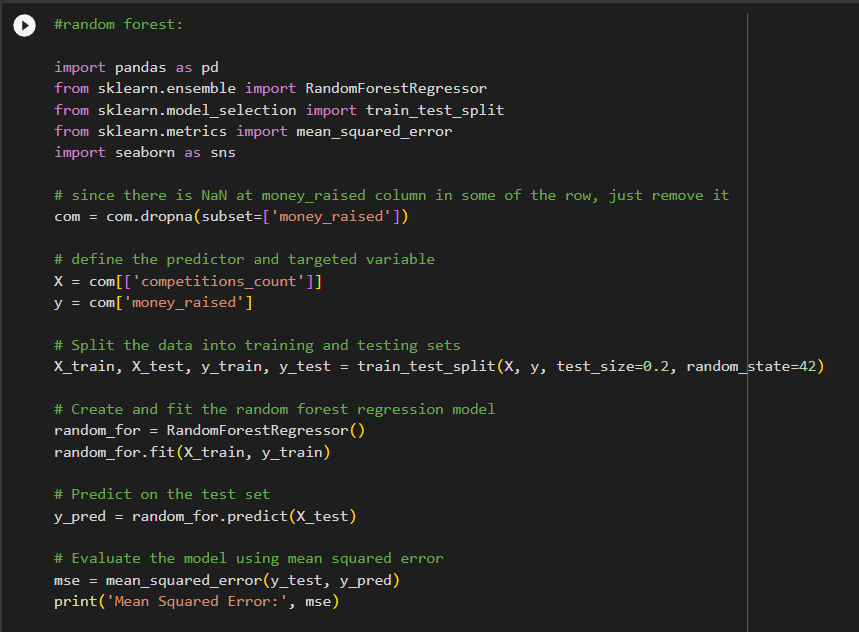 #random forest:
import pandas as pd
from sklearn.ensemble import RandomForestRegressor
from sklearn.model_selection import train_test_split
from sklearn.metrics import mean_squared_error
import seaborn as sns
# since there is NaN at money_raised column in some of the row, just remove it
com = com.dropna(subset=['money_raised'])
# define the predictor and targeted variable
X = com[['competitions_count']]
y = com['money_raised']
# Split the data into training and testing sets
X_train, X_test, y_train, y_test = train_test_split(X, y, test_size=0.2, random_state=42)
# Create and fit the random forest regression model
random_for = RandomForestRegressor()
random_for.fit(X_train, y_train)
# Predict on the test set
y_pred = random_for.predict(X_test)
# Evaluate the model using mean squared error
mse = mean_squared_error(y_test, y_pred)
print('Mean Squared Error:', mse)